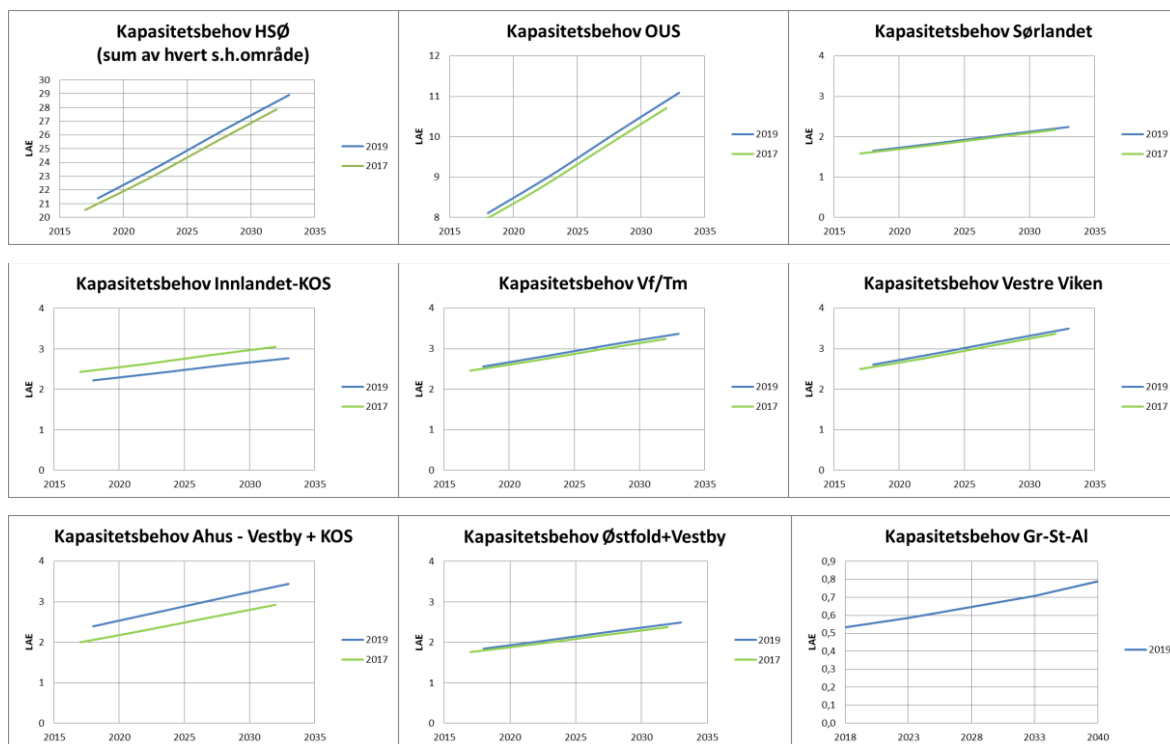 Kapasitetsbehov HSØ
(sum av hvert s.h.område)
30
29
28
27
26
25
24
23
22
21
20
LAE
2015 2020 2025 2030 2035
2019
2017
Kapasitetsbehov OUS
12
11
10
9
8
LAE
2015 2020 2025 2030 2035
2019
2017
Kapasitetsbehov Sørlandet
4
3
2
1
0
LAE
2015 2020 2025 2030 2035
2019
2017
Kapasitetsbehov Innlandet-KOS
4
3
2
1
0
LAE
2015 2020 2025 2030 2035
2019
2017
Kapasitetsbehov Vf/Tm
4
3
2
1
0
LAE
2015 2020 2025 2030 2035
2019
2017
Kapasitetsbehov Vestre Viken
4
3
2
1
0
LAE
2015 2020 2025 2030 2035
2019
2017
Kapasitetsbehov Ahus - Vestby + KOS
4
3
2
1
0
LAE
2015 2020 2025 2030 2035
2019
2017
Kapasitetsbehov Østfold+Vestby
4
3
2
1
0
LAE
2015 2020 2025 2030 2035
2019
2017
Kapasitetsbehov Gr-St-Al
0,9
0,8
0,7
0,6
0,5
0,4
0,3
0,2
0,1
0,0
LAE
2018 2023 2028 2033 2040
2019